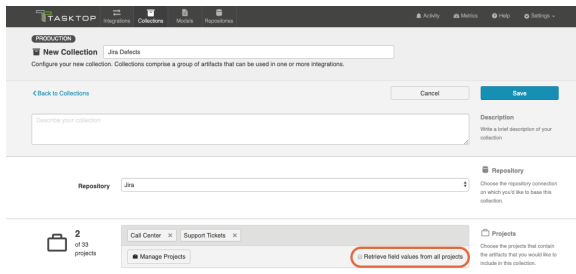 TASKTOP
Integrations
Collections
Models
Repositories
Activity
Metrics
Help
Settings
PRODUCTION
New Collection
Jira Defects
Configure your new collection. Collections comprise a group of artifacts that can be used in one or more integrations.
Back to Collections
Cancel
Save
Describe your collection
Description
Write a brief description of your
collection
Repository
Jira
Repository
Choose the repository connection
on which you'd like to base this
collection.
2
of 33
projects
Call Center ×
Support Tickets ×
Manage Projects
Retrieve field values from all projects
Projects
Choose the projects that contain
the artifacts that you would like to
include in this collection.